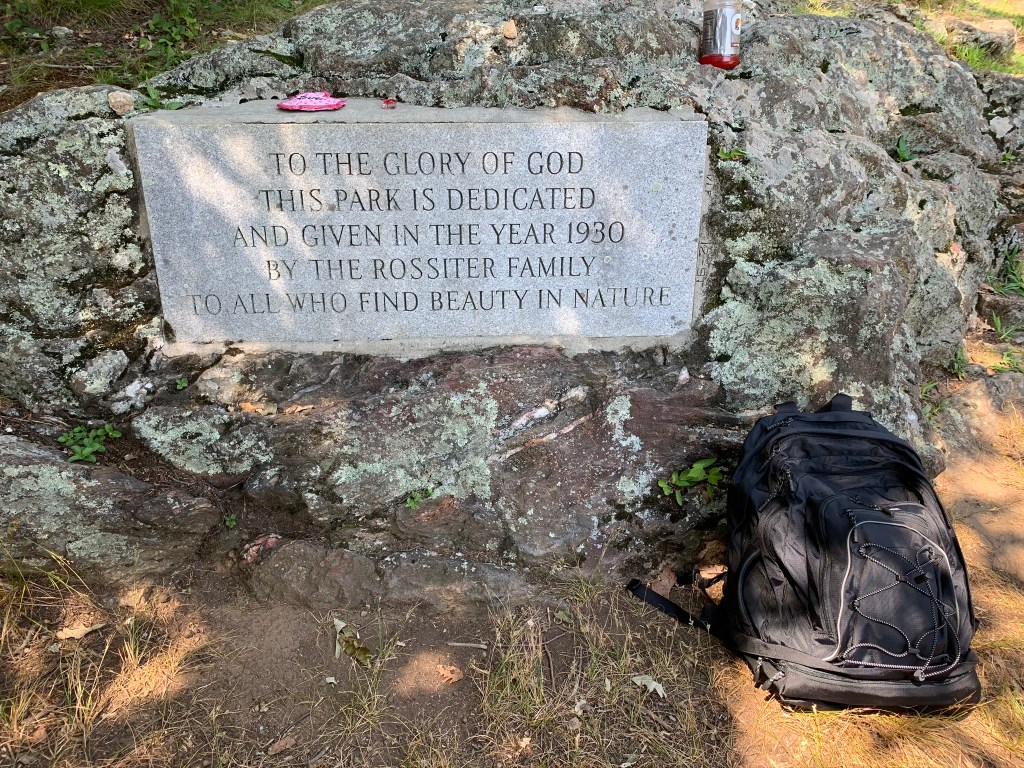 TO THE GLORY OF GOD
THIS PARK IS DEDICATED
AND GIVEN IN THE YEAR 1930
BY THE ROSSITER FAMILY
TO ALL WHO FIND BEAUTY IN NATURE